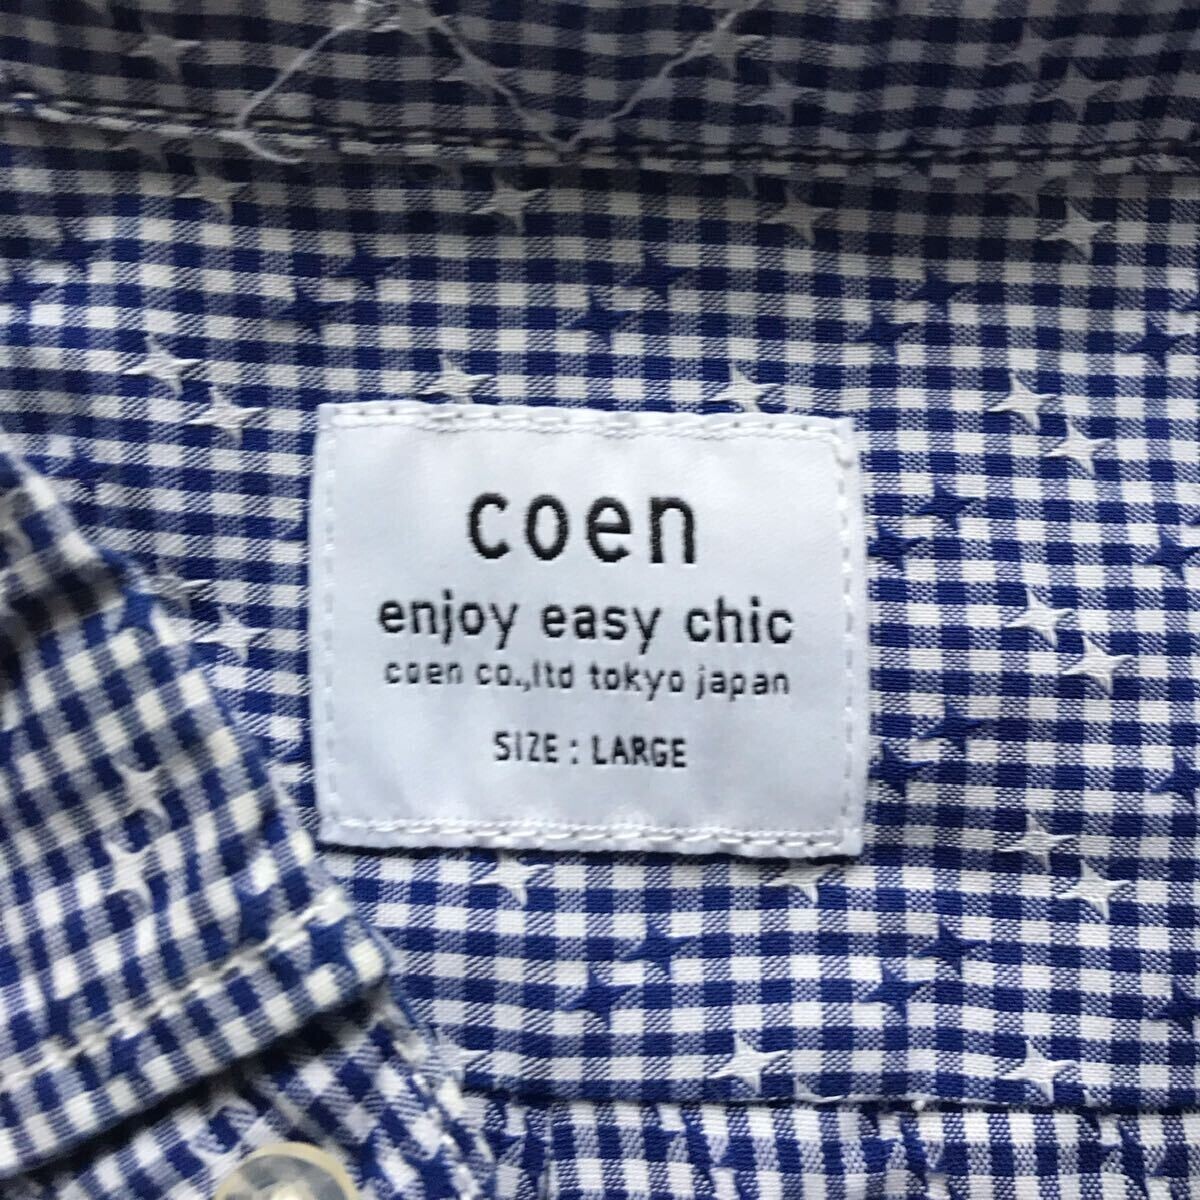 coen
enjoy easy chic
coen co.,ltd tokyo japan
SIZE : LARGE